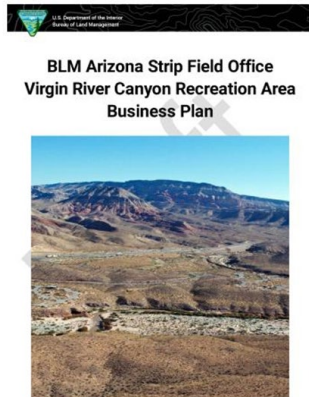 U.S. Department of the Interior
Bureau of Land Management
BLM Arizona Strip Field Office
Virgin River Canyon Recreation Area
Business Plan